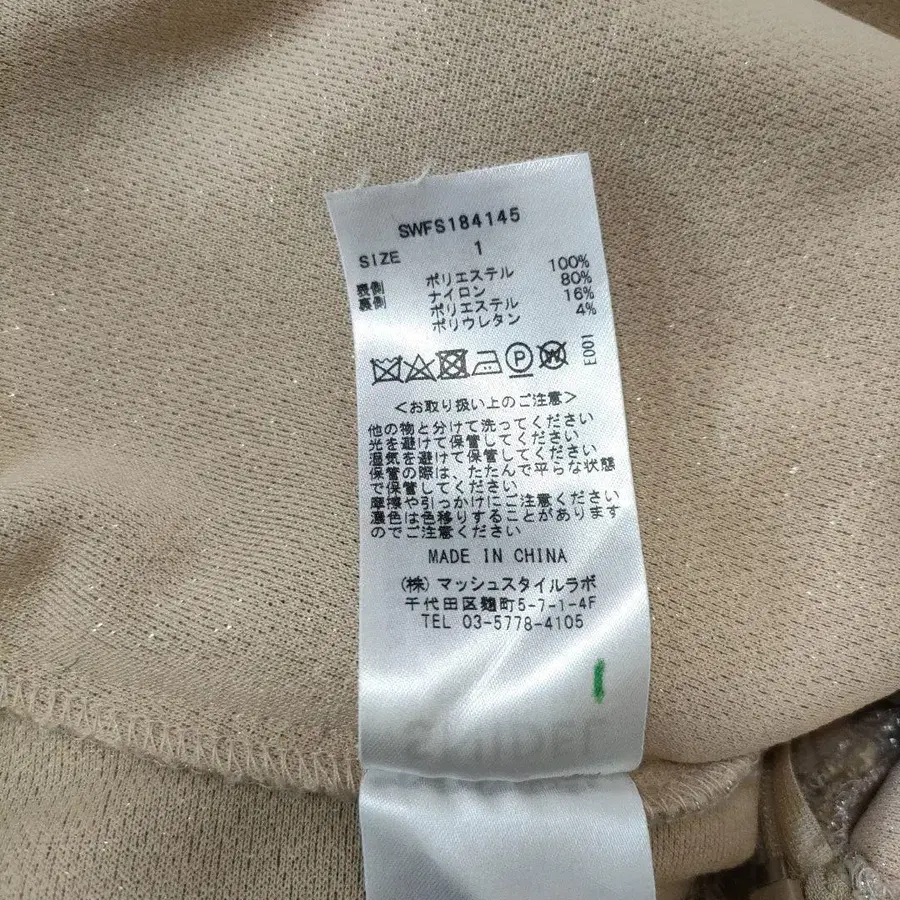 SWFS184145
SIZE 1
表側 ポリエステル 100%
裏側 ナイロン 80%
ポリエステル 16%
ポリウレタン 4%
P W E001
<お取り扱い上のご注意>
他の物と分けて洗ってください
光を避けて保管してください
湿気を避けて保管してください
保管の際は、たたんで平らな状態
で保管してください
摩擦や引っかけにご注意ください
濃色は色移りすることがあります
のでご注意ください
MADE IN CHINA
(株)マッシュスタイルラボ
千代田区麹町5-7-1-4F
TEL 03-5778-4105